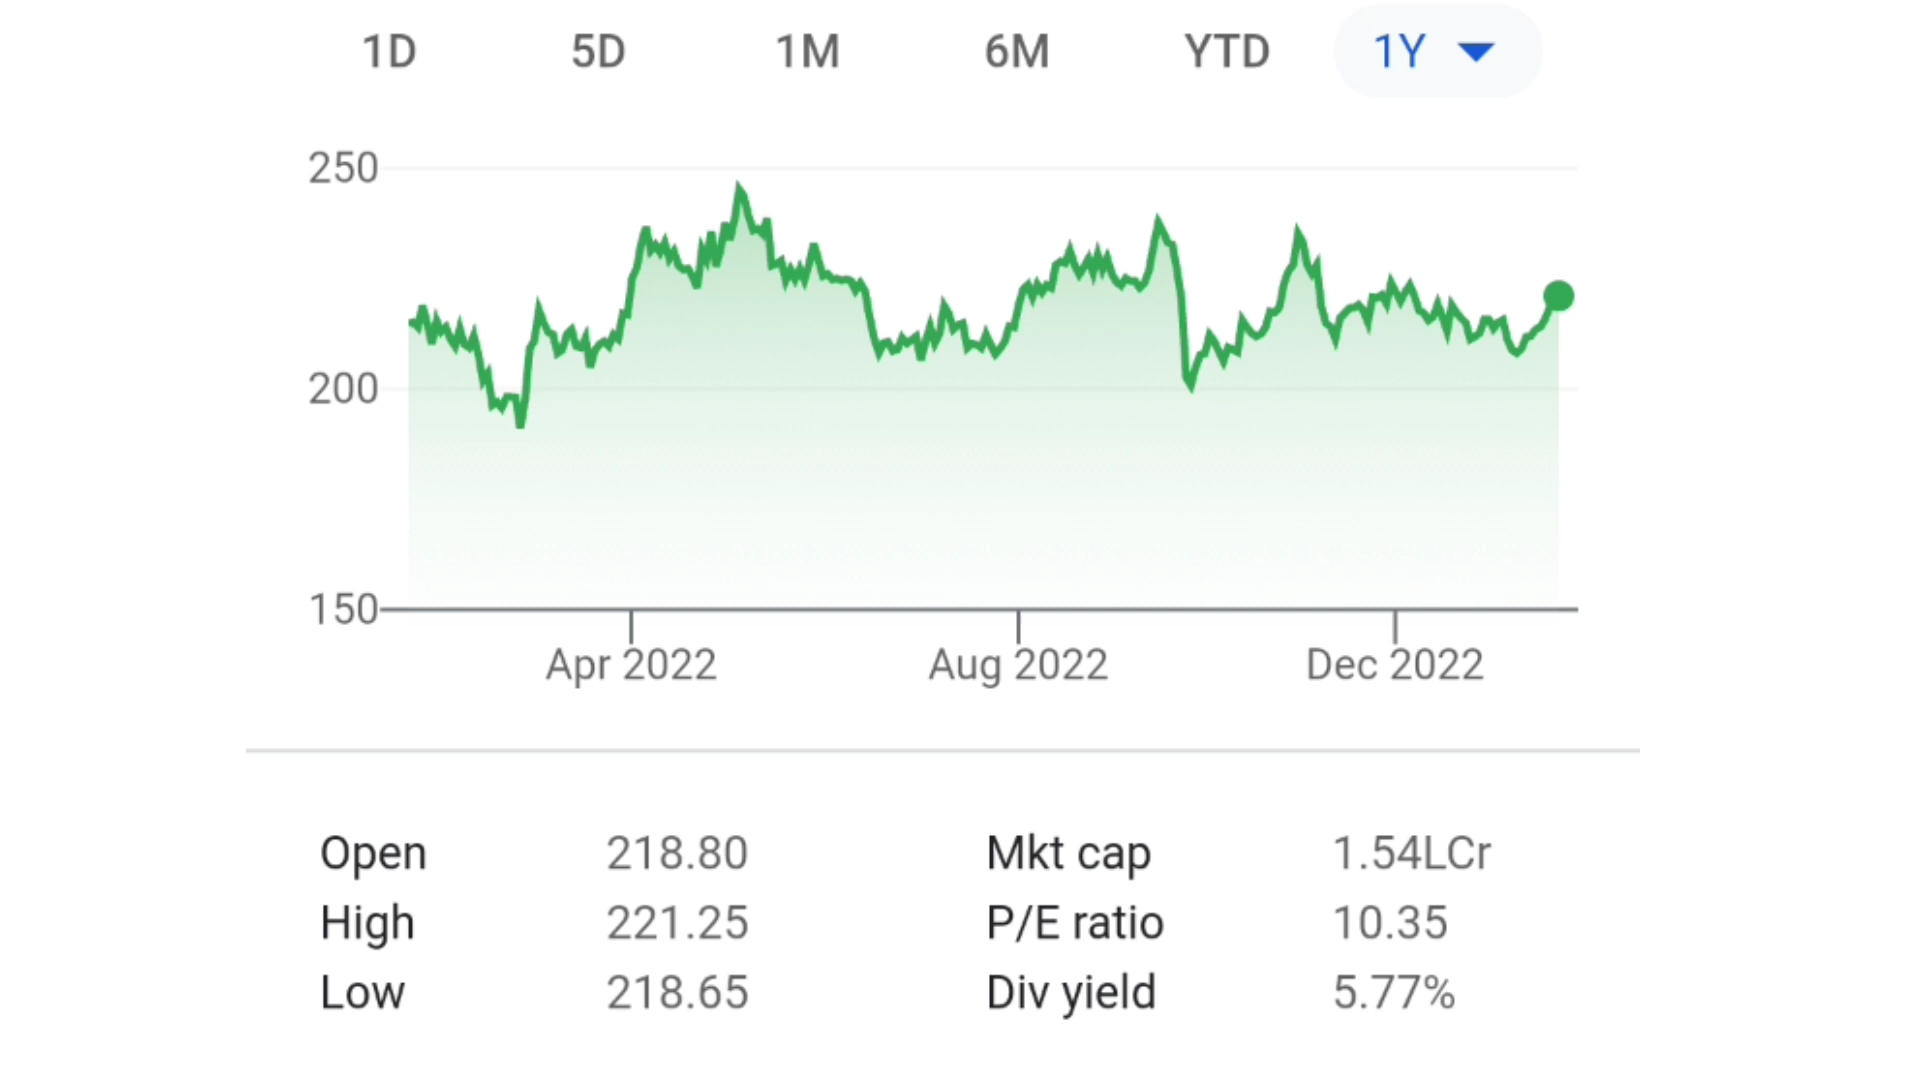 1D 5D 1M 6M YTD 1Y
250
200
150
Apr 2022 Aug 2022 Dec 2022
Open 218.80 Mkt cap 1.54LCr
High 221.25 P/E ratio 10.35
Low 218.65 Div yield 5.77%